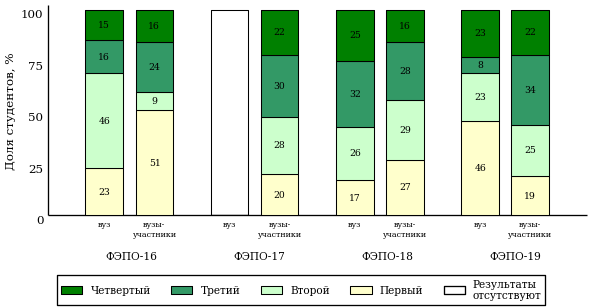 Доля студентов, %
100
75
50
25
0
15
16
46
23
16
24
9
51
22
30
28
20
25
32
26
17
16
28
29
27
23
8
23
46
22
34
25
19
вуз
вузы-
участники
вуз
вузы-
участники
вуз
вузы-
участники
вуз
вузы-
участники
ФЭПО-16
ФЭПО-17
ФЭПО-18
ФЭПО-19
Четвертый
Третий
Второй
Первый
Результаты
отсутствуют